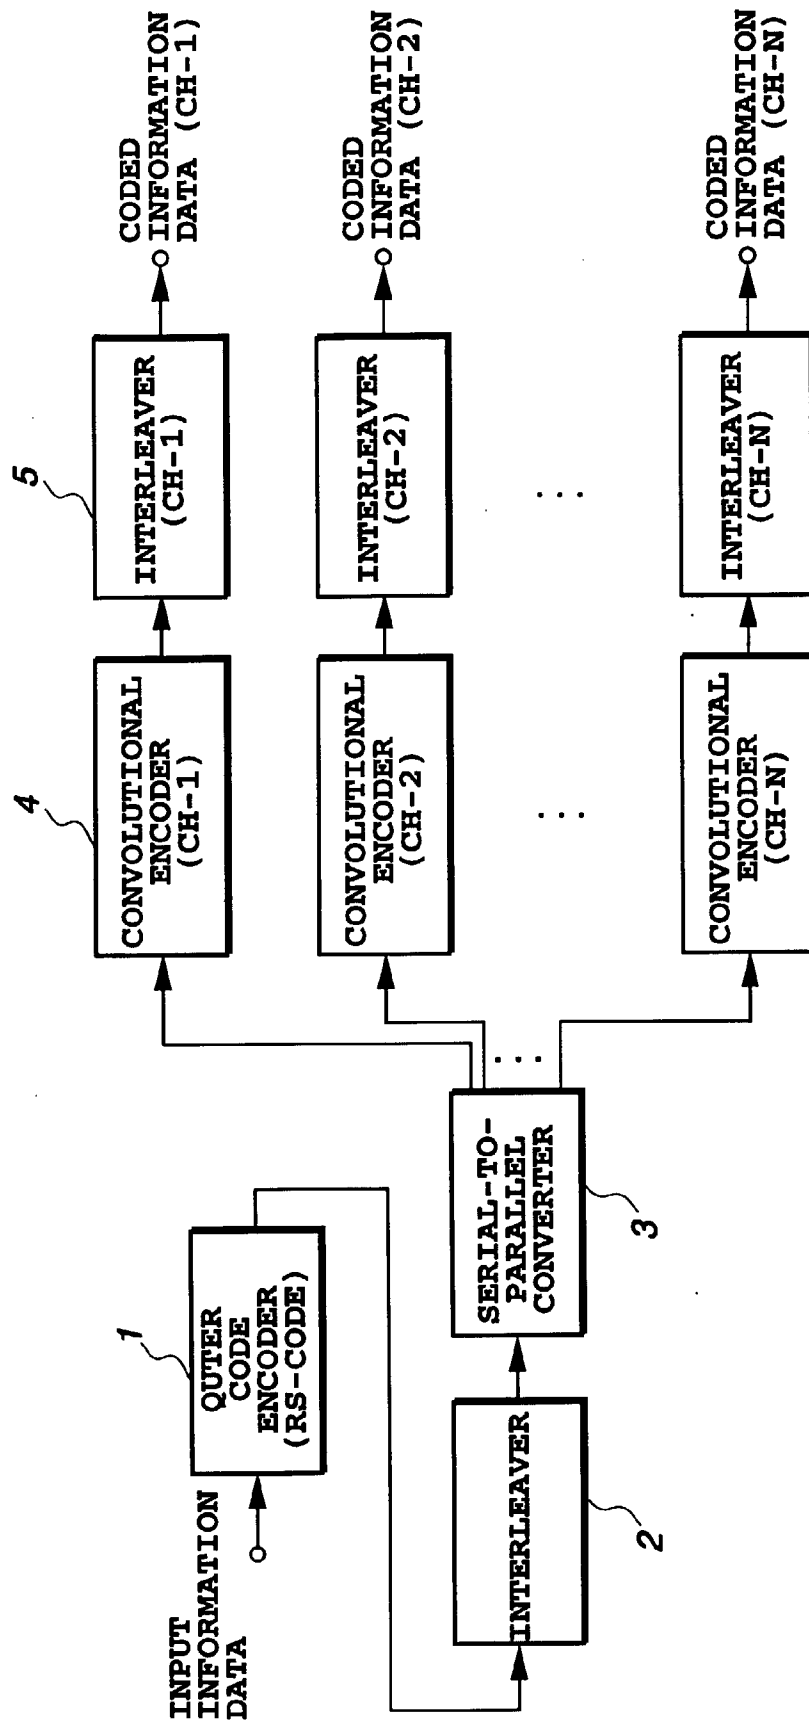 INPUT
INFORMATION
DATA
1
QUTER
CODE
ENCODER
(RS-CODE)
INTERLEAVER
2
SERIAL-TO-
PARALLEL
CONVERTER
3
. . .
4
CONVOLUTIONAL
ENCODER
(CH-1)
5
INTERLEAVER
(CH-1)
CODED
INFORMATION
DATA (CH-1)
CONVOLUTIONAL
ENCODER
(CH-2)
INTERLEAVER
(CH-2)
CODED
INFORMATION
DATA (CH-2)
. . .
. . .
CONVOLUTIONAL
ENCODER
(CH-N)
INTERLEAVER
(CH-N)
CODED
INFORMATION
DATA (CH-N)